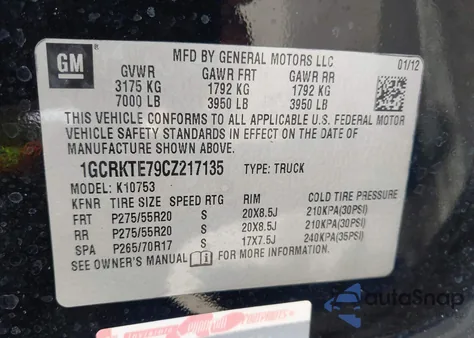 GM
MFD BY GENERAL MOTORS LLC
01/12
GVWR GAWR FRT GAWR RR
3175 KG 1792 KG 1792 KG
7000 LB 3950 LB 3950 LB
THIS VEHICLE CONFORMS TO ALL APPLICABLE U.S. FEDERAL MOTOR
VEHICLE SAFETY STANDARDS IN EFFECT ON THE DATE OF
MANUFACTURE SHOWN ABOVE.
1GCRKTE79CZ217135 TYPE: TRUCK
MODEL: K10753
KFNR TIRE SIZE SPEED RTG RIM COLD TIRE PRESSURE
FRT P275/55R20 S 20X8.5J 210KPA(30PSI)
RR P275/55R20 S 20X8.5J 210KPA(30PSI)
SPA P265/70R17 S 17X7.5J 240KPA(35PSI)
SEE OWNER'S MANUAL FOR MORE INFORMATION.
autoSnap